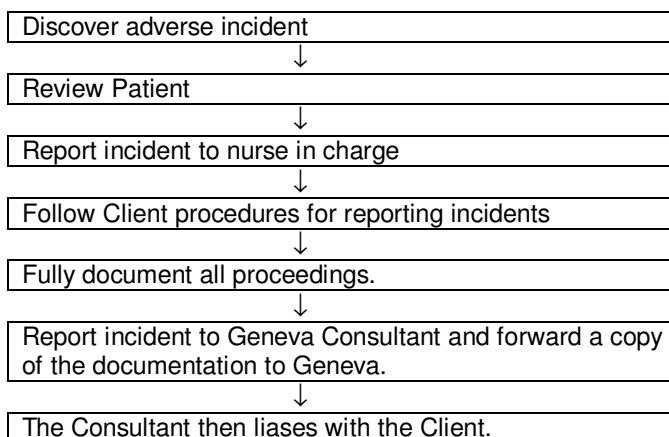 Discover adverse incident
↓
Review Patient
↓
Report incident to nurse in charge
↓
Follow Client procedures for reporting incidents
↓
Fully document all proceedings.
↓
Report incident to Geneva Consultant and forward a copy
of the documentation to Geneva.
↓
The Consultant then liases with the Client.